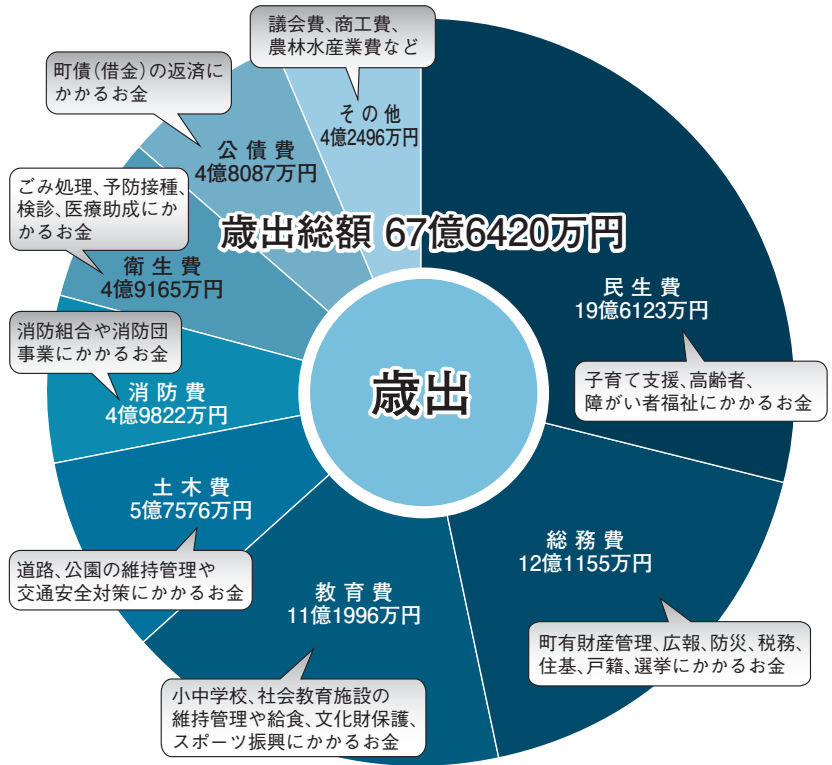 歳出総額 67億6420万円
歳出
民生費
19億6123万円
子育て支援、高齢者、
障がい者福祉にかかるお金
総務費
12億1155万円
町有財産管理、広報、防災、税務、
住基、戸籍、選挙にかかるお金
教育費
11億1996万円
小中学校、社会教育施設の
維持管理や給食、文化財保護、
スポーツ振興にかかるお金
土木費
5億7576万円
道路、公園の維持管理や
交通安全対策にかかるお金
消防費
4億9822万円
消防組合や消防団
事業にかかるお金
衛生費
4億9165万円
ごみ処理、予防接種、
検診、医療助成にか
かるお金
公債費
4億8087万円
町債(借金)の返済に
かかるお金
その他
4億2496万円
議会費、商工費、
農林水産業費など